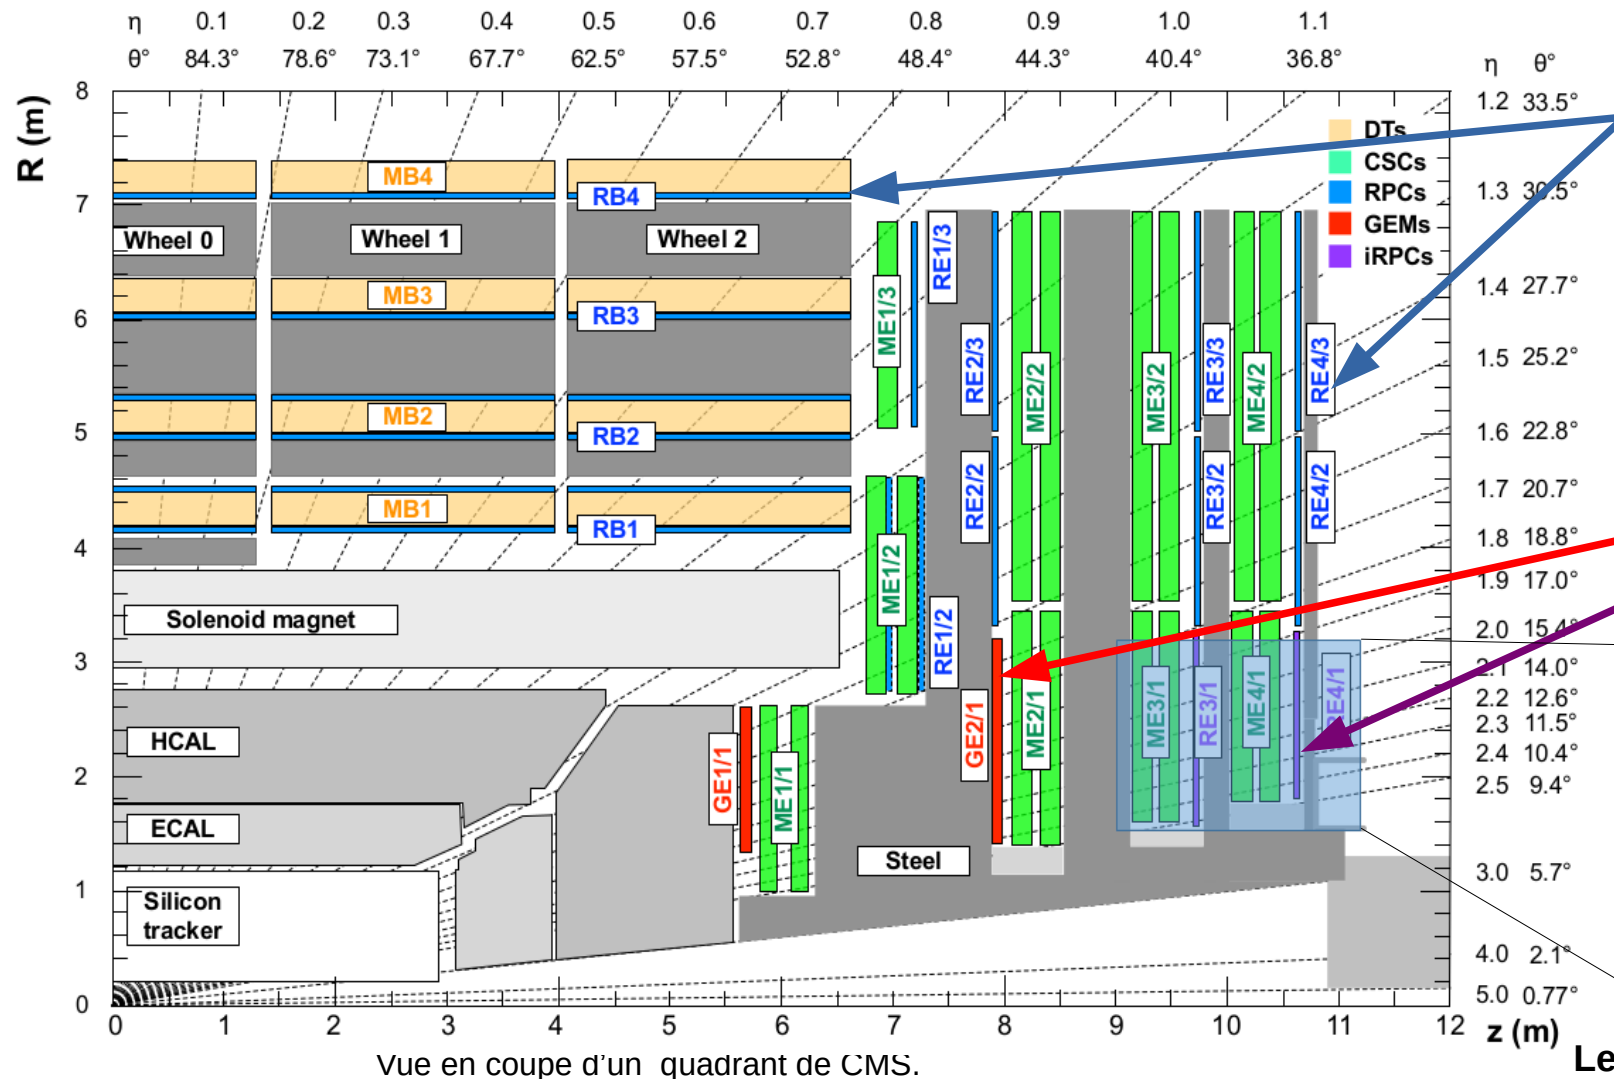 η 0.1 0.2 0.3 0.4 0.5 0.6 0.7 0.8 0.9 1.0 1.1
θ° 84.3° 78.6° 73.1° 67.7° 62.5° 57.5° 52.8° 48.4° 44.3° 40.4° 36.8° η θ°
8
1.2 33.5°
R (m)
DTs
CSCs
RPCs
GEMs
iRPCs
MB4
RB4
7
1.3 30.5°
Wheel 0
Wheel 1
Wheel 2
RE1/3
1.4 27.7°
MB3
RB3
6
ME1/3
RE2/3
ME2/2
ME3/2
RE3/3
ME4/2
RE4/3
1.5 25.2°
MB2
RB2
5
1.6 22.8°
RE2/2
RE3/2
RE4/2
1.7 20.7°
MB1
RB1
4
1.8 18.8°
ME1/2
1.9 17.0°
Solenoid magnet
RE1/2
2.0 15.4°
3
2.1 14.0°
2.2 12.6°
2.3 11.5°
2.4 10.4°
2.5 9.4°
HCAL
GE1/1
ME1/1
GE2/1
ME2/1
ME3/1
RE3/1
ME4/1
RE4/1
2
ECAL
Steel
3.0 5.7°
1
Silicon
tracker
4.0 2.1°
0
5.0 0.77°
0 1 2 3 4 5 6 7 8 9 10 11 12 z (m)
Vue en coupe d'un quadrant de CMS.
Le